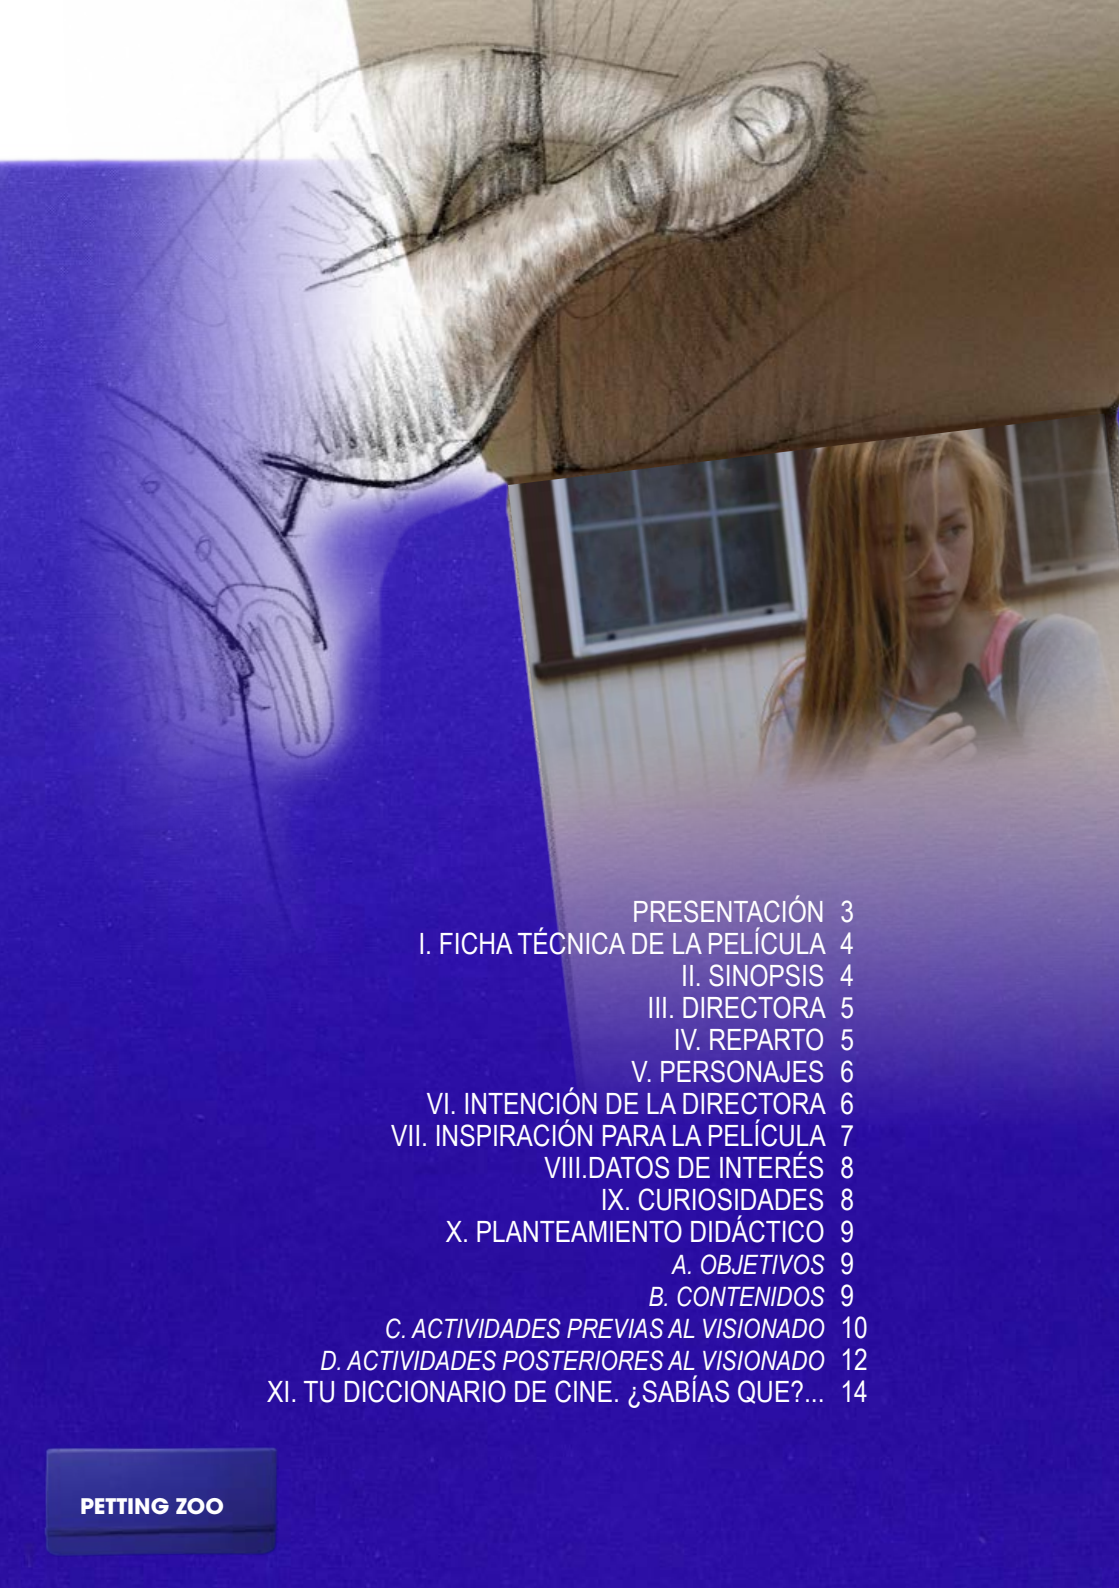 PRESENTACIÓN 3
I. FICHA TÉCNICA DE LA PELÍCULA 4
II. SINOPSIS 4
III. DIRECTORA 5
IV. REPARTO 5
V. PERSONAJES 6
VI. INTENCIÓN DE LA DIRECTORA 6
VII. INSPIRACIÓN PARA LA PELÍCULA 7
VIII.DATOS DE INTERÉS 8
IX. CURIOSIDADES 8
X. PLANTEAMIENTO DIDÁCTICO 9
A. OBJETIVOS 9
B. CONTENIDOS 9
C. ACTIVIDADES PREVIAS AL VISIONADO 10
D. ACTIVIDADES POSTERIORES AL VISIONADO 12
XI. TU DICCIONARIO DE CINE. ¿SABÍAS QUE?... 14
PETTING ZOO